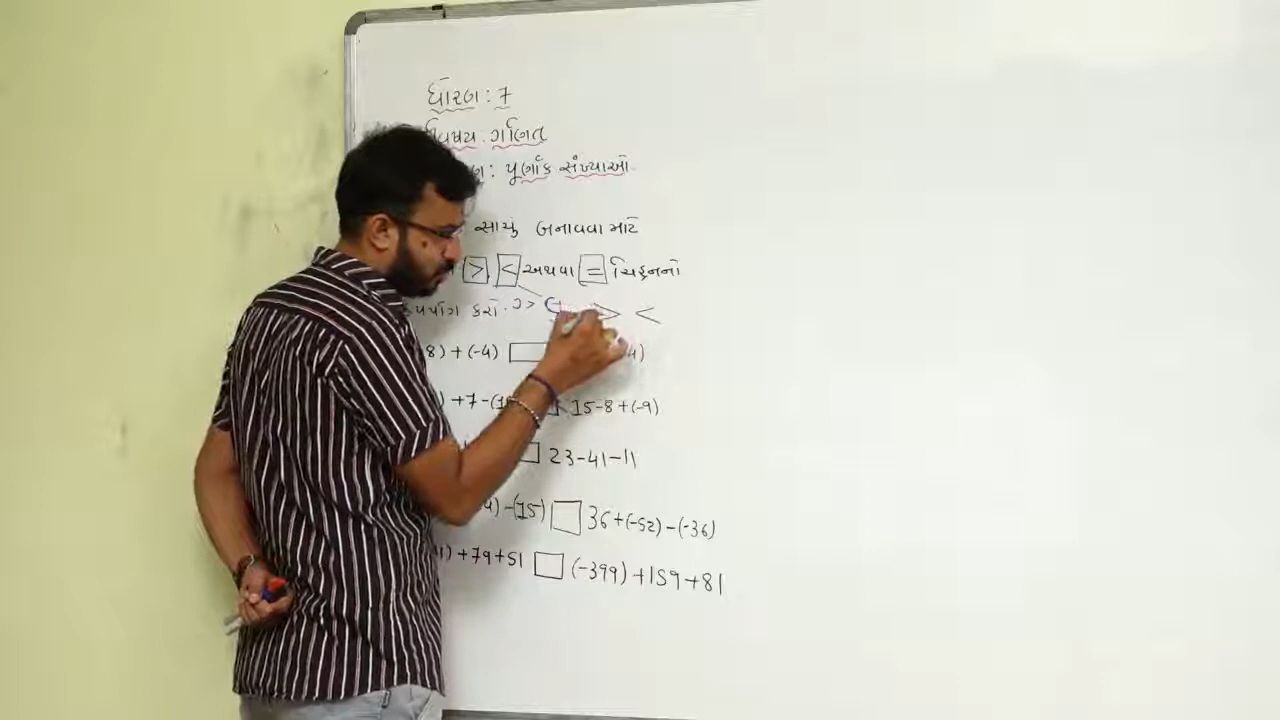 ધોરણ : 7
વિષય : ગણિત
પૂર્ણાંક સંખ્યાઓ
સાચું બનાવવા માટે
> < અથવા = ચિહ્નનો
ઉપયોગ કરો. > <
8) + (-4) □ 4)
) +7-(1 15-8+(-9)
□ 23-41-11
4) -(15) □ 36+(-52)-(-36)
1) +79+51 □ (-399) +159+81